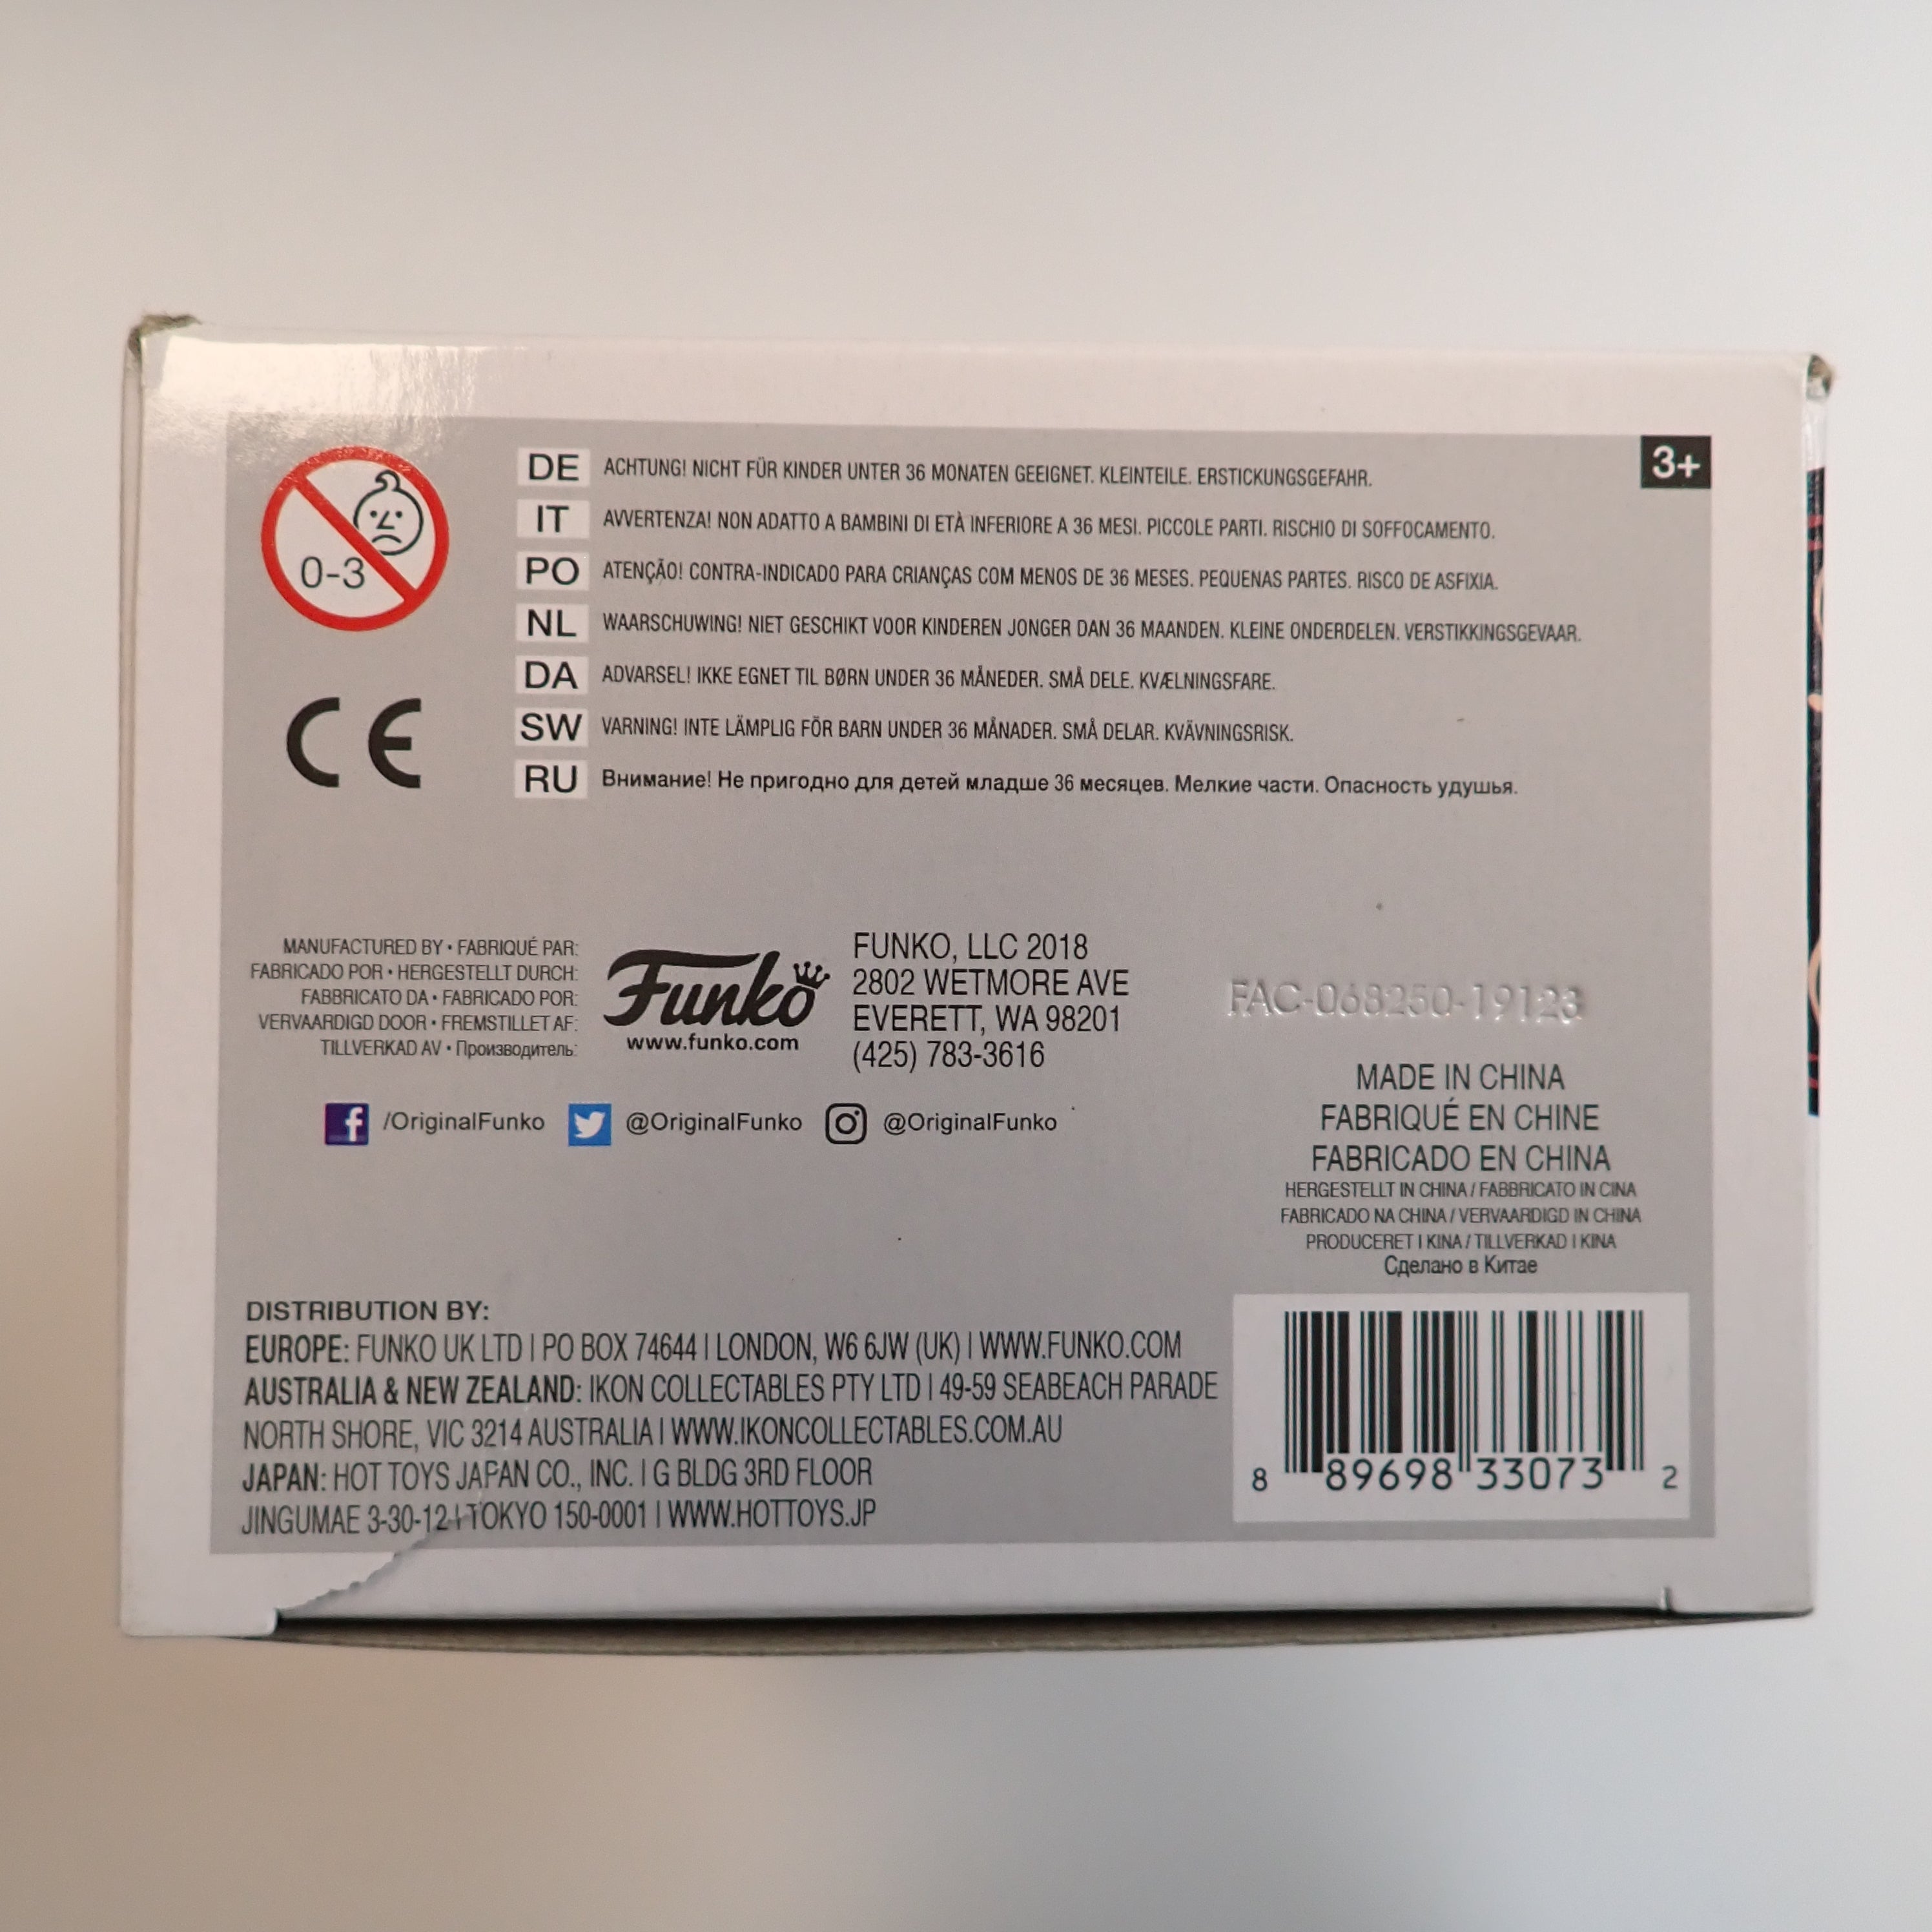 3+
0-3
DE ACHTUNG! NICHT FÜR KINDER UNTER 36 MONATEN GEEIGNET. KLEINTEILE. ERSTICKUNGSGEFAHR.
IT AVVERTENZA! NON ADATTO A BAMBINI DI ETÀ INFERIORE A 36 MESI. PICCOLE PARTI. RISCHIO DI SOFFOCAMENTO.
PO ATENÇÃO! CONTRA-INDICADO PARA CRIANÇAS COM MENOS DE 36 MESES. PEQUENAS PARTES. RISCO DE ASFIXIA.
NL WAARSCHUWING! NIET GESCHIKT VOOR KINDEREN JONGER DAN 36 MAANDEN. KLEINE ONDERDELEN. VERSTIKKINGSGEVAAR.
DA ADVARSEL! IKKE EGNET TIL BØRN UNDER 36 MÅNEDER. SMÅ DELE. KVÆLNINGSFARE.
SW VARNING! INTE LÄMPLIG FÖR BARN UNDER 36 MÅNADER. SMÅ DELAR. KVÄVNINGSRISK.
RU Внимание! Не пригодно для детей младше 36 месяцев. Мелкие части. Опасность удушья.
CE
MANUFACTURED BY • FABRIQUÉ PAR:
FABRICADO POR • HERGESTELLT DURCH:
FABBRICATO DA • FABRICADO POR:
VERVAARDIGD DOOR • FREMSTILLET AF:
TILLVERKAD AV • Производитель:
Funko
www.funko.com
FUNKO, LLC 2018
2802 WETMORE AVE
EVERETT, WA 98201
(425) 783-3616
/OriginalFunko @OriginalFunko @OriginalFunko
FAC-068250-19123
MADE IN CHINA
FABRIQUÉ EN CHINE
FABRICADO EN CHINA
HERGESTELLT IN CHINA / FABBRICATO IN CINA
FABRICADO NA CHINA / VERVAARDIGD IN CHINA
PRODUCERET I KINA / TILLVERKAD I KINA
Сделано в Китае
DISTRIBUTION BY:
EUROPE: FUNKO UK LTD | PO BOX 74644 | LONDON, W6 6JW (UK) | WWW.FUNKO.COM
AUSTRALIA & NEW ZEALAND: IKON COLLECTABLES PTY LTD | 49-59 SEABEACH PARADE
NORTH SHORE, VIC 3214 AUSTRALIA | WWW.IKONCOLLECTABLES.COM.AU
JAPAN: HOT TOYS JAPAN CO., INC. | G BLDG 3RD FLOOR
JINGUMAE 3-30-12 | TOKYO 150-0001 | WWW.HOTTOYS.JP
8 89698 33073 2